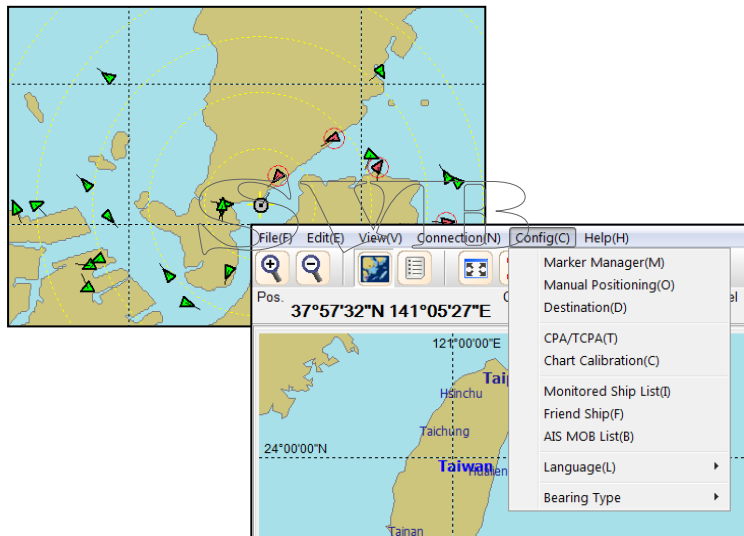 SVIB
File(F) Edit(E) View(V) Connection(N) Config(C) Help(H)
Marker Manager(M)
Manual Positioning(O)
Destination(D)
CPA/TCPA(T)
Chart Calibration(C)
Monitored Ship List(I)
Friend Ship(F)
AIS MOB List(B)
Language(L)
Bearing Type
Pos.
37°57'32"N 141°05'27"E
121°00'00"E
Hsinchu
Taichung
24°00'00"N
Taiwan
Tainan